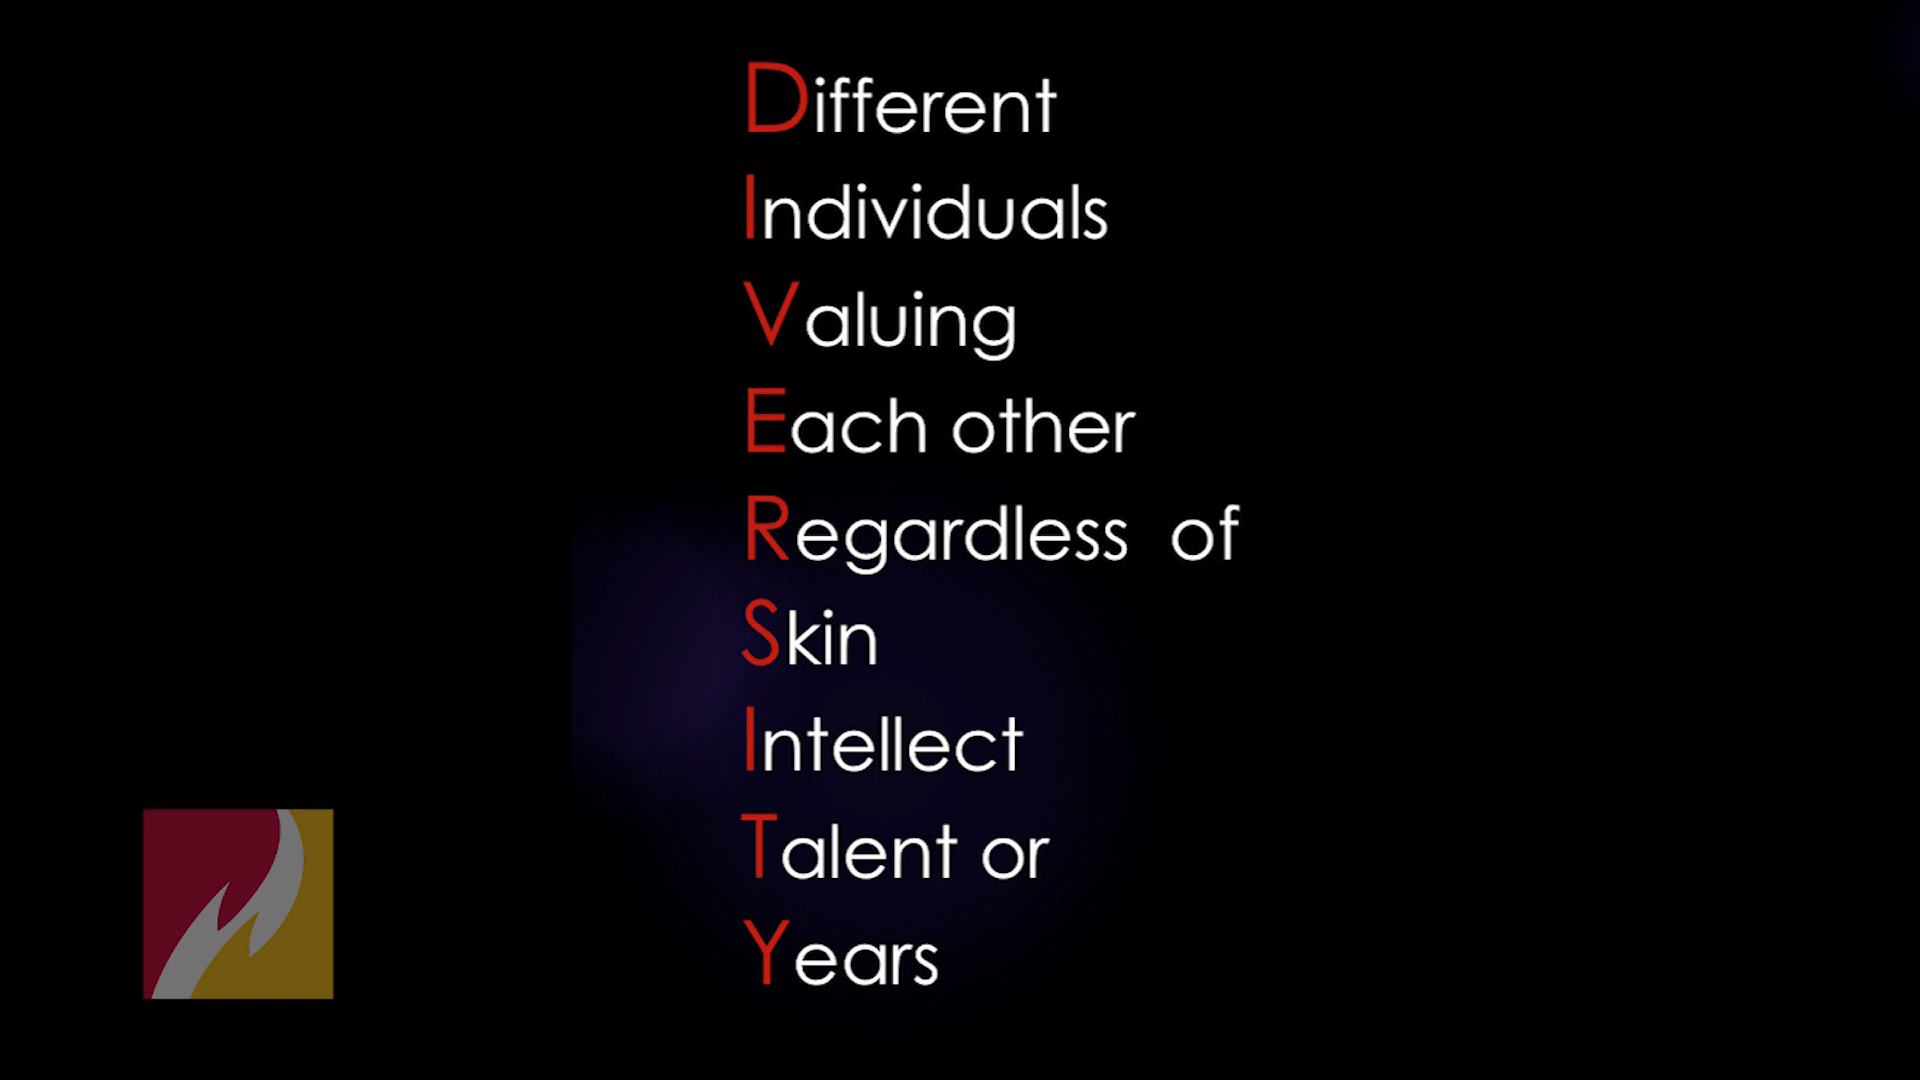 Different
Individuals
Valuing
Each other
Regardless of
Skin
Intellect
Talent or
Years